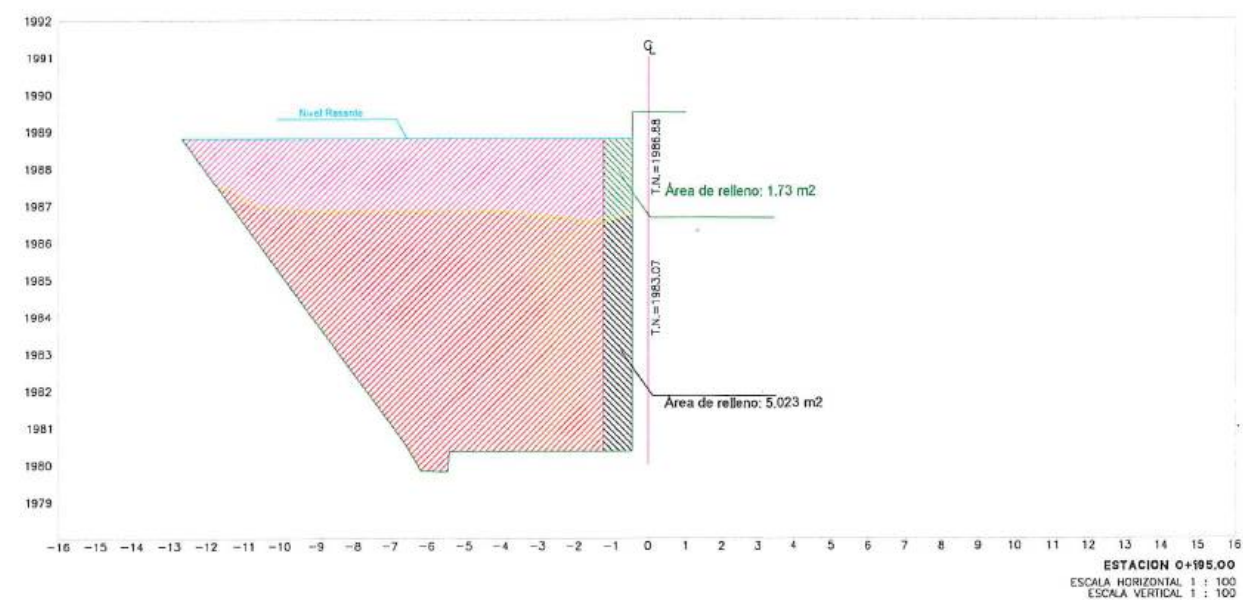 1992
1991
1990
1989
1988
1987
1986
1985
1984
1983
1982
1981
1980
1979
℄
Nivel Rasante
T.N.=1986.88
Área de relleno: 1.73 m2
T.N.=1983.07
Área de relleno: 5.023 m2
-16 -15 -14 -13 -12 -11 -10 -9 -8 -7 -6 -5 -4 -3 -2 -1 0 1 2 3 4 5 6 7 8 9 10 11 12 13 14 15 16
ESTACION 0+195.00
ESCALA HORIZONTAL 1 : 100
ESCALA VERTICAL 1 : 100